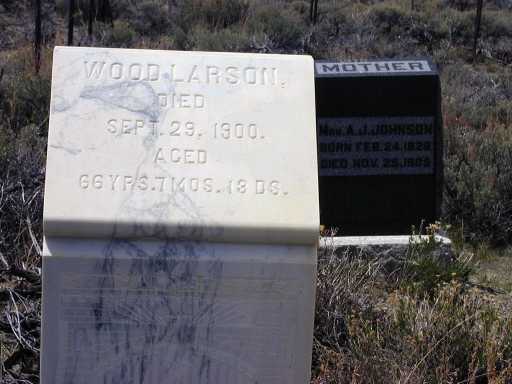 WOOD LARSON,
DIED
SEPT. 29, 1900.
AGED
66 YRS. 7 MOS. 18 DS.
MOTHER
MRS. A.J. JOHNSON
BORN FEB. 24, 1828
DIED NOV. 25, 1905